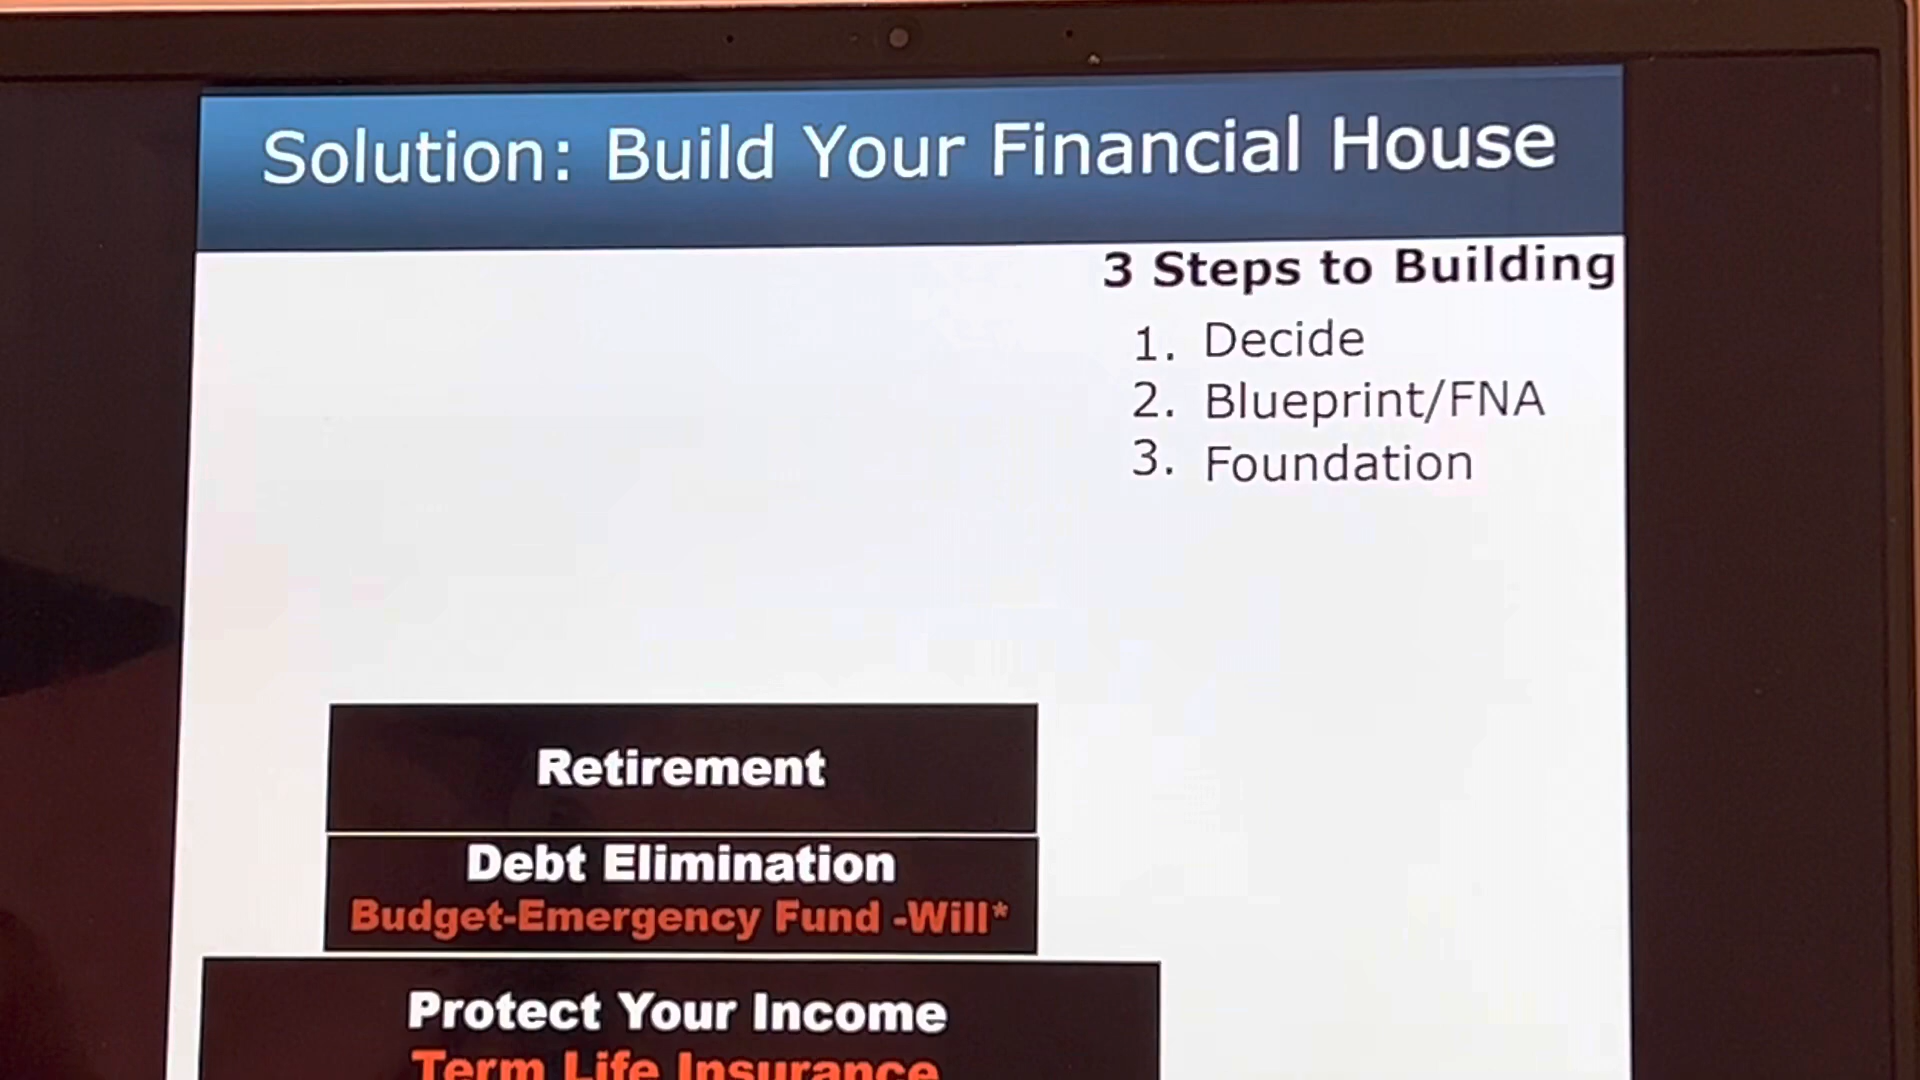 Solution: Build Your Financial House
3 Steps to Building
1. Decide
2. Blueprint/FNA
3. Foundation
Retirement
Debt Elimination
Budget-Emergency Fund -Will*
Protect Your Income
Term Life Insurance